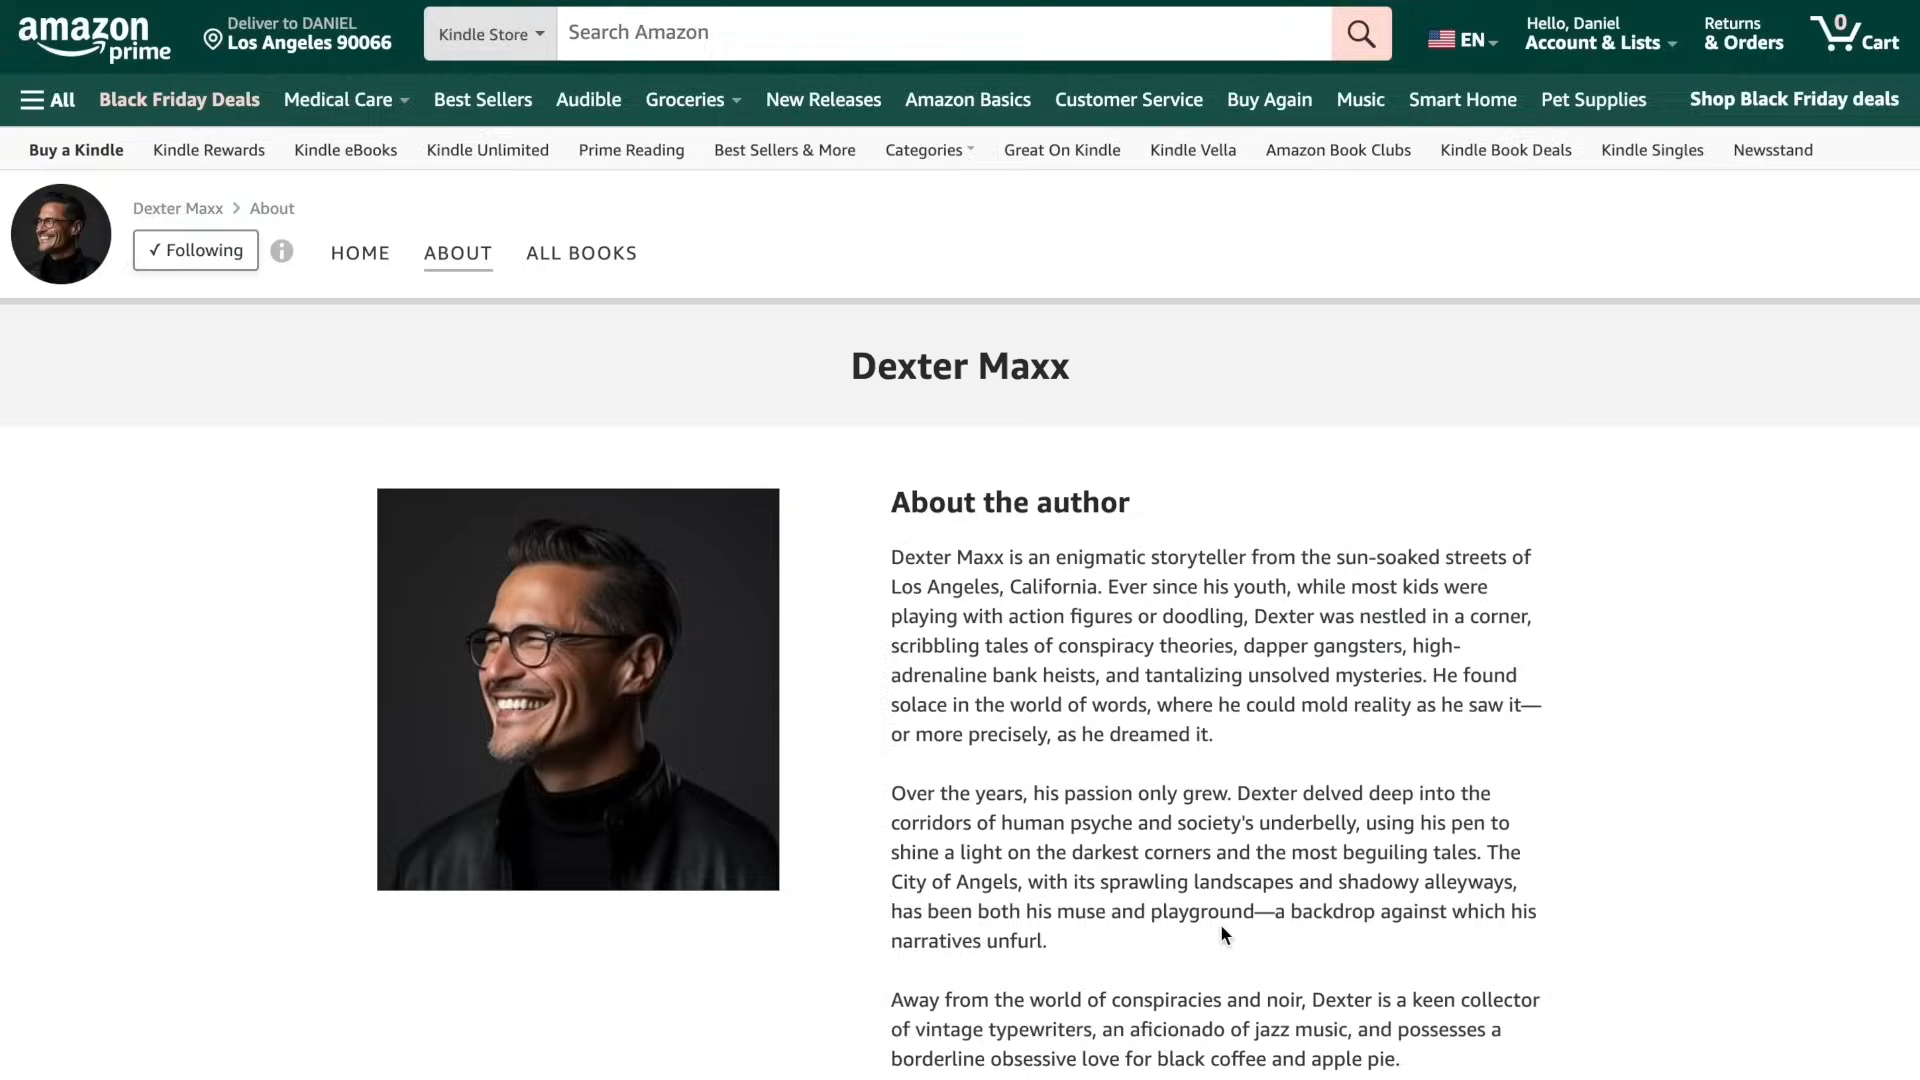 amazon prime
Deliver to DANIEL
Los Angeles 90066
Kindle Store
Search Amazon
EN
Hello, Daniel
Account & Lists
Returns
& Orders
0
Cart
All
Black Friday Deals
Medical Care
Best Sellers
Audible
Groceries
New Releases
Amazon Basics
Customer Service
Buy Again
Music
Smart Home
Pet Supplies
Shop Black Friday deals
Buy a Kindle
Kindle Rewards
Kindle eBooks
Kindle Unlimited
Prime Reading
Best Sellers & More
Categories
Great On Kindle
Kindle Vella
Amazon Book Clubs
Kindle Book Deals
Kindle Singles
Newsstand
Dexter Maxx > About
✓ Following
i
HOME
ABOUT
ALL BOOKS
Dexter Maxx
About the author
Dexter Maxx is an enigmatic storyteller from the sun-soaked streets of
Los Angeles, California. Ever since his youth, while most kids were
playing with action figures or doodling, Dexter was nestled in a corner,
scribbling tales of conspiracy theories, dapper gangsters, high-
adrenaline bank heists, and tantalizing unsolved mysteries. He found
solace in the world of words, where he could mold reality as he saw it—
or more precisely, as he dreamed it.
Over the years, his passion only grew. Dexter delved deep into the
corridors of human psyche and society's underbelly, using his pen to
shine a light on the darkest corners and the most beguiling tales. The
City of Angels, with its sprawling landscapes and shadowy alleyways,
has been both his muse and playground—a backdrop against which his
narratives unfurl.
Away from the world of conspiracies and noir, Dexter is a keen collector
of vintage typewriters, an aficionado of jazz music, and possesses a
borderline obsessive love for black coffee and apple pie.